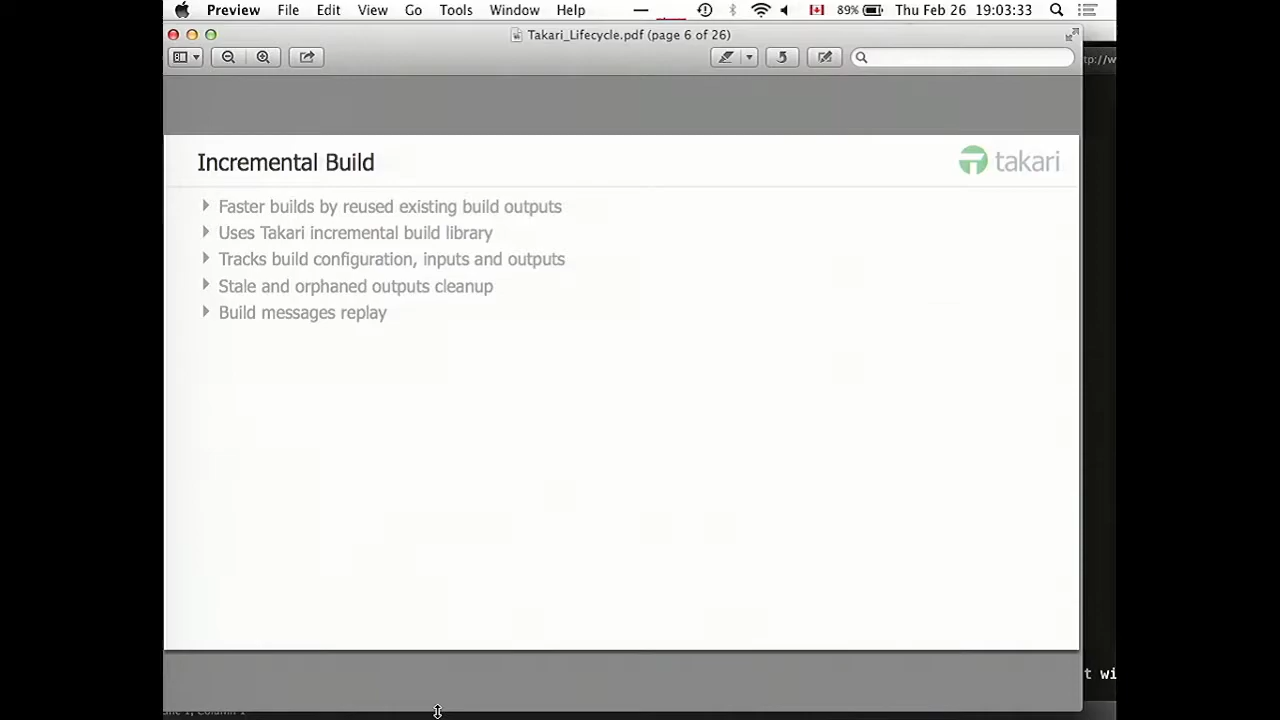 Preview File Edit View Go Tools Window Help 89% Thu Feb 26 19:03:33
Takari_Lifecycle.pdf (page 6 of 26)
tp://w
Incremental Build
takari
Faster builds by reused existing build outputs
Uses Takari incremental build library
Tracks build configuration, inputs and outputs
Stale and orphaned outputs cleanup
Build messages replay
t wi